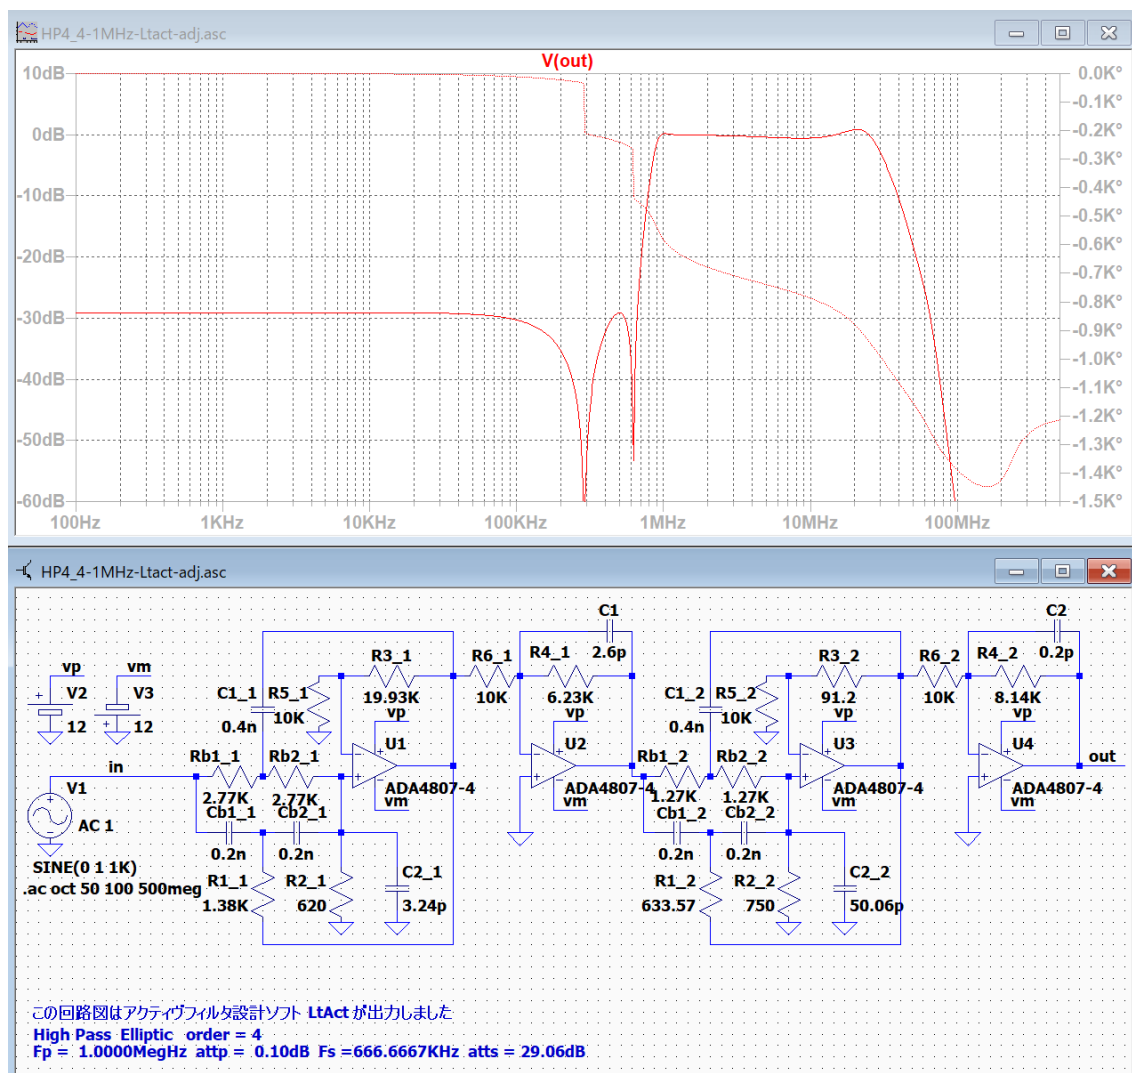 HP4_4-1MHz-Ltact-adj.asc
V(out)
10dB
0dB
-10dB
-20dB
-30dB
-40dB
-50dB
-60dB
0.0K°
-0.1K°
-0.2K°
-0.3K°
-0.4K°
-0.5K°
-0.6K°
-0.7K°
-0.8K°
-0.9K°
-1.0K°
-1.1K°
-1.2K°
-1.3K°
-1.4K°
-1.5K°
100Hz 1KHz 10KHz 100KHz 1MHz 10MHz 100MHz
HP4_4-1MHz-Ltact-adj.asc
vp
V2
12
vm
V3
12
in
V1
AC 1
SINE(0 1 1K)
.ac oct 50 100 500meg
C1_1
0.4n
R5_1
10K
R3_1
19.93K
vp
U1
ADA4807-4
vm
Rb1_1
2.77K
Rb2_1
2.77K
Cb1_1
0.2n
Cb2_1
0.2n
R1_1
1.38K
R2_1
620
C2_1
3.24p
R6_1
10K
R4_1
6.23K
C1
2.6p
vp
U2
ADA4807-4
vm
C1_2
0.4n
R5_2
10K
R3_2
91.2
vp
U3
ADA4807-4
vm
Rb1_2
1.27K
Rb2_2
1.27K
Cb1_2
0.2n
Cb2_2
0.2n
R1_2
633.57
R2_2
750
C2_2
50.06p
R6_2
10K
R4_2
8.14K
C2
0.2p
vp
U4
ADA4807-4
vm
out
この回路図はアクティヴフィルタ設計ソフト LtAct が出力しました
High Pass Elliptic order = 4
Fp = 1.0000MegHz attp = 0.10dB Fs =666.6667KHz atts = 29.06dB